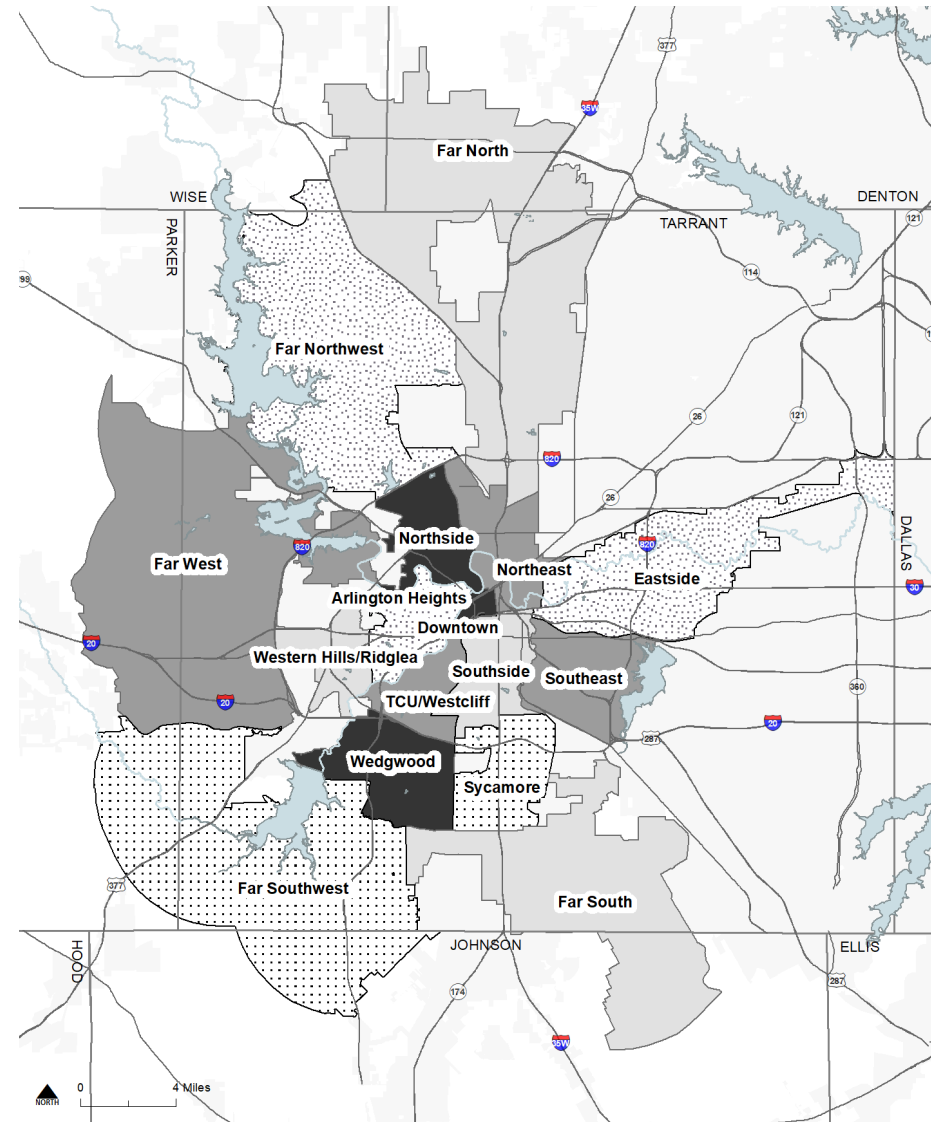 377
35W
Far North
WISE
DENTON
PARKER
TARRANT
121
114
Far Northwest
26
121
820
26
Northside
820
820
DALLAS
Far West
Northeast
Eastside
30
Arlington Heights
Downtown
20
Western Hills/Ridglea
Southside
Southeast
360
20
TCU/Westcliff
20
287
Wedgwood
Sycamore
377
Far Southwest
Far South
HOOD
JOHNSON
ELLIS
287
174
35W
0
4 Miles
NORTH